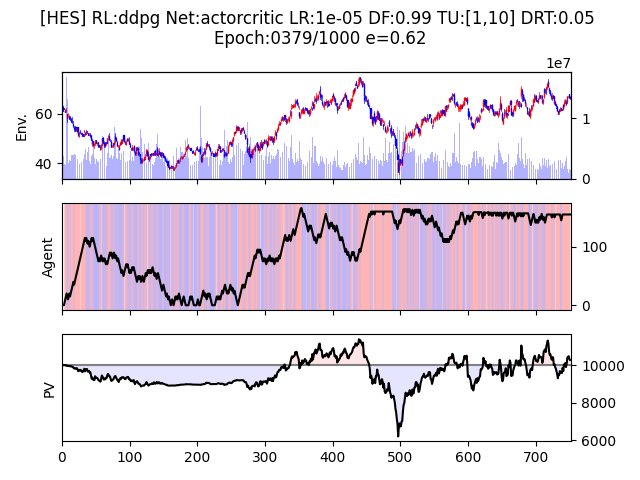 [HES] RL:ddpg Net:actorcritic LR:1e-05 DF:0.99 TU:[1,10] DRT:0.05
Epoch:0379/1000 e=0.62
1e7
Env.
60
40
1
0
Agent
100
0
PV
10000
8000
6000
0 100 200 300 400 500 600 700